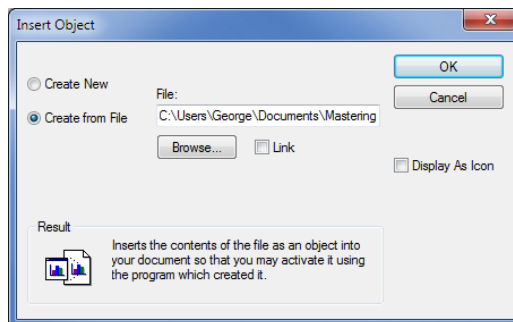 Insert Object
Create New
Create from File
File:
C:\Users\George\Documents\Mastering
Browse...
Link
OK
Cancel
Display As Icon
Result
Inserts the contents of the file as an object into
your document so that you may activate it using
the program which created it.